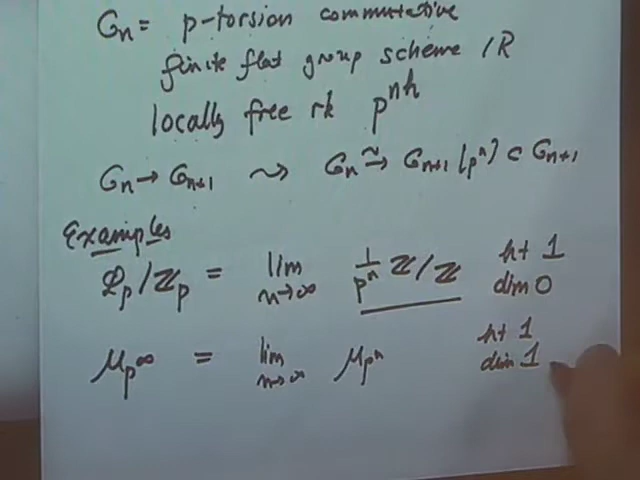 Gn = p-torsion commutative
finite flat group scheme /R
locally free rk p^{nh}
Gn → Gn+1 ⇝ Gn ⥲ Gn+1[p^n] ⊂ Gn+1
Examples
ℚp/ℤp = lim n→∞ 1/p^n ℤ/ℤ ht 1 dim 0
μp^∞ = lim n→∞ μp^n ht 1 dim 1